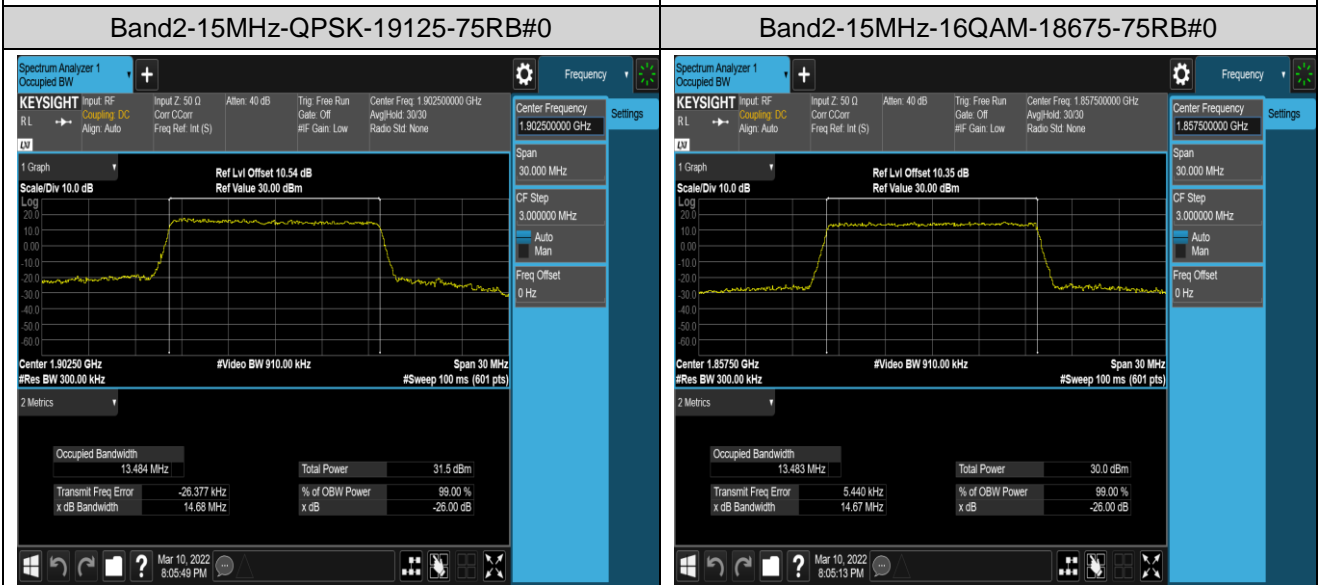 Band2-15MHz-QPSK-19125-75RB#0
Spectrum Analyzer 1
Occupied BW
+
Frequency
KEYSIGHT
RL
LXI
Input: RF
Coupling: DC
Align: Auto
Input Z: 50 Ω
Corr CCorr
Freq Ref: Int (S)
Atten: 40 dB
Trig: Free Run
Gate: Off
#IF Gain: Low
Center Freq: 1.902500000 GHz
Avg|Hold: 30/30
Radio Std: None
Center Frequency
1.902500000 GHz
Settings
Span
30.000 MHz
CF Step
3.000000 MHz
Auto
Man
Freq Offset
0 Hz
1 Graph
Scale/Div 10.0 dB
Ref Lvl Offset 10.54 dB
Ref Value 30.00 dBm
Log
20.0
10.0
0.00
-10.0
-20.0
-30.0
-40.0
-50.0
-60.0
Center 1.90250 GHz
#Video BW 910.00 kHz
Span 30 MHz
#Res BW 300.00 kHz
#Sweep 100 ms (601 pts)
2 Metrics
Occupied Bandwidth
13.484 MHz
Total Power 31.5 dBm
Transmit Freq Error -26.377 kHz
% of OBW Power 99.00 %
x dB Bandwidth 14.68 MHz
x dB -26.00 dB
?
Mar 10, 2022
8:05:49 PM
Band2-15MHz-16QAM-18675-75RB#0
Spectrum Analyzer 1
Occupied BW
+
Frequency
KEYSIGHT
RL
LXI
Input: RF
Coupling: DC
Align: Auto
Input Z: 50 Ω
Corr CCorr
Freq Ref: Int (S)
Atten: 40 dB
Trig: Free Run
Gate: Off
#IF Gain: Low
Center Freq: 1.857500000 GHz
Avg|Hold: 30/30
Radio Std: None
Center Frequency
1.857500000 GHz
Settings
Span
30.000 MHz
CF Step
3.000000 MHz
Auto
Man
Freq Offset
0 Hz
1 Graph
Scale/Div 10.0 dB
Ref Lvl Offset 10.35 dB
Ref Value 30.00 dBm
Log
20.0
10.0
0.00
-10.0
-20.0
-30.0
-40.0
-50.0
-60.0
Center 1.85750 GHz
#Video BW 910.00 kHz
Span 30 MHz
#Res BW 300.00 kHz
#Sweep 100 ms (601 pts)
2 Metrics
Occupied Bandwidth
13.483 MHz
Total Power 30.0 dBm
Transmit Freq Error 5.440 kHz
% of OBW Power 99.00 %
x dB Bandwidth 14.67 MHz
x dB -26.00 dB
?
Mar 10, 2022
8:05:13 PM